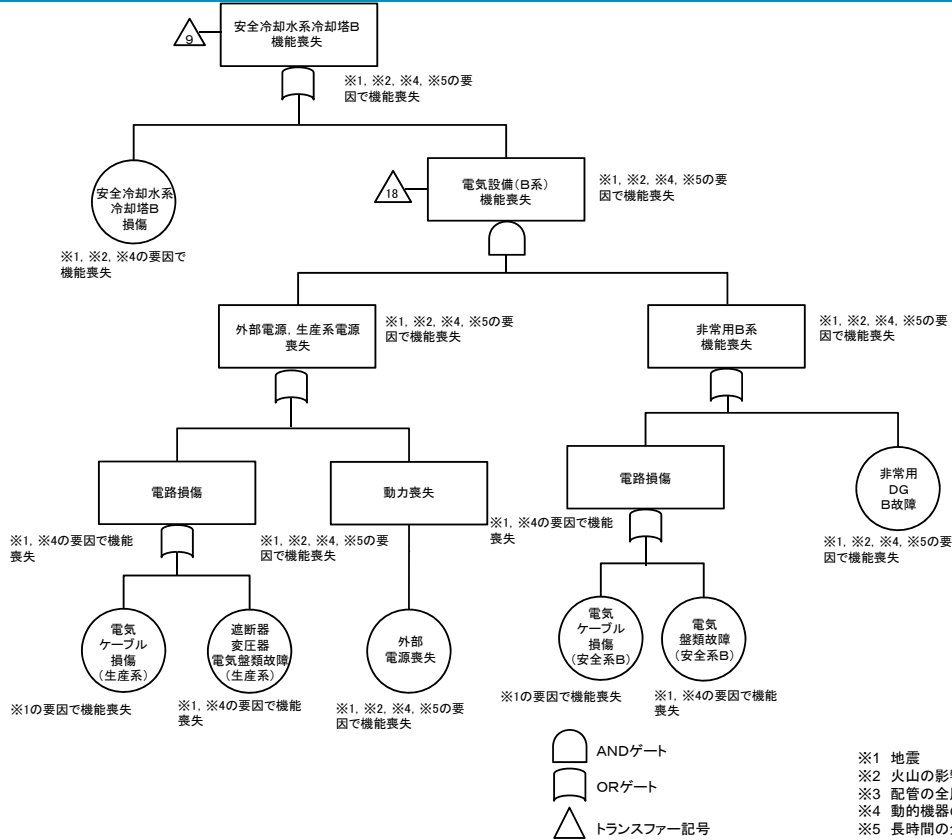 安全冷却水系冷却塔B
機能喪失
9
※1, ※2, ※4, ※5の要
因で機能喪失
安全冷却水系
冷却塔B
損傷
※1, ※2, ※4の要因で
機能喪失
電気設備(B系)
機能喪失
18
※1, ※2, ※4, ※5の要
因で機能喪失
外部電源, 生産系電源
喪失
※1, ※2, ※4, ※5の要
因で機能喪失
非常用B系
機能喪失
※1, ※2, ※4, ※5の要
因で機能喪失
電路損傷
※1, ※4の要因で機能
喪失
動力喪失
※1, ※2, ※4, ※5の要
因で機能喪失
電路損傷
※1, ※4の要因で機能
喪失
非常用
DG
B故障
※1, ※2, ※4, ※5の要
因で機能喪失
電気
ケーブル
損傷
(生産系)
※1の要因で機能喪失
遮断器
変圧器
電気盤類故障
(生産系)
※1, ※4の要因で機能
喪失
外部
電源喪失
※1, ※2, ※4, ※5の要
因で機能喪失
電気
ケーブル
損傷
(安全系B)
※1の要因で機能喪失
電気
盤類故障
(安全系B)
※1, ※4の要因で機能
喪失
ANDゲート
ORゲート
トランスファー記号
※1 地震
※2 火山の影
※3 配管の全
※4 動的機器
※5 長時間の